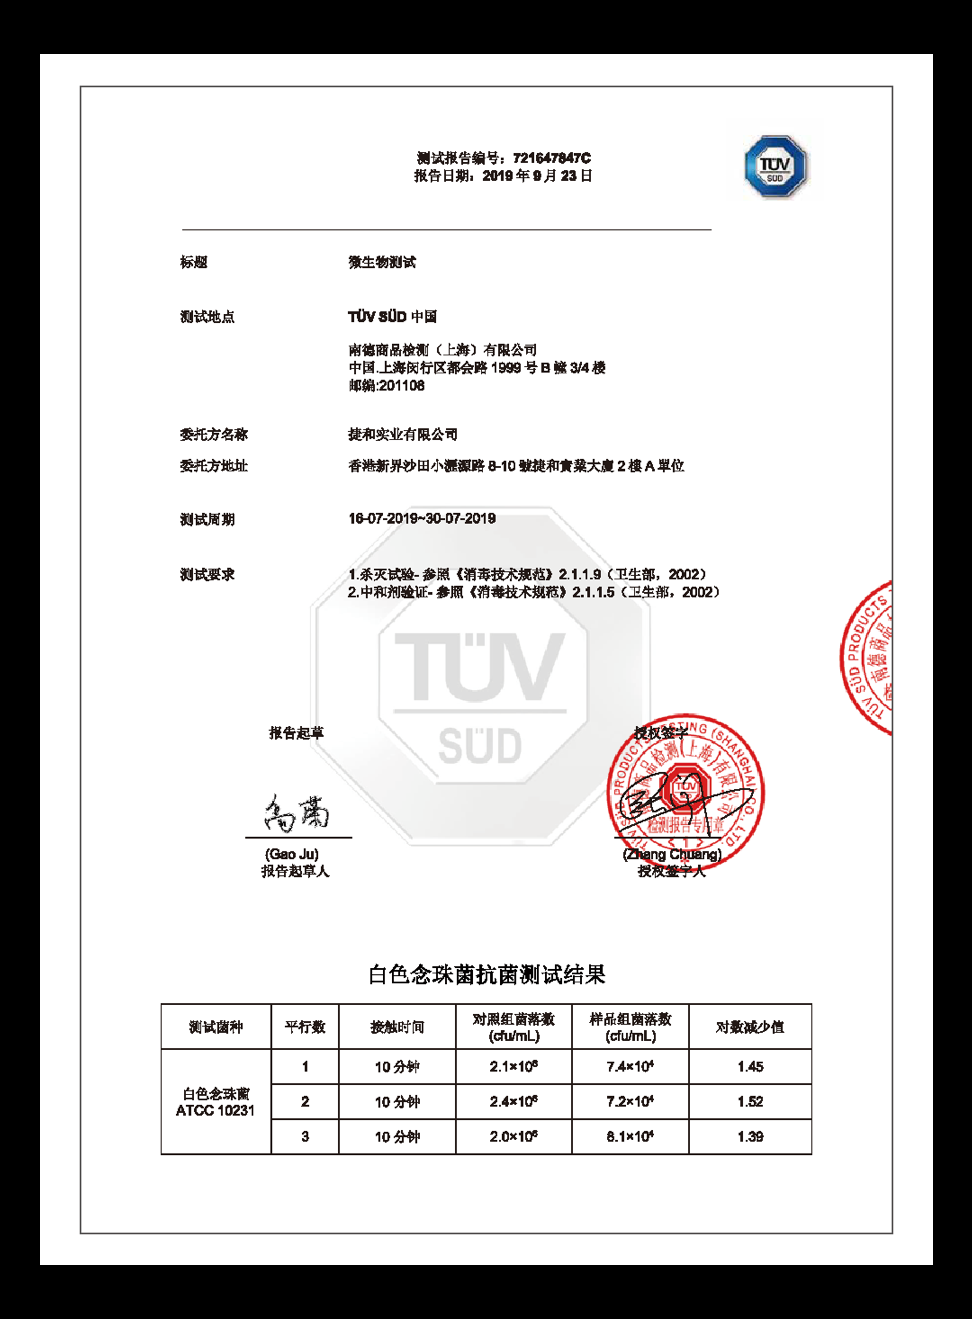 测试报告编号：721647847C
报告日期：2019 年 9 月 23 日
TÜV
SÜD
标题 微生物测试
测试地点 TÜV SÜD 中国
南德商品检测（上海）有限公司
中国.上海闵行区都会路 1999 号 B 幢 3/4 楼
邮编:201108
委托方名称 捷和实业有限公司
委托方地址 香港新界沙田小瀝源路 8-10 號捷和實業大廈 2 樓 A 單位
测试周期 16-07-2019~30-07-2019
测试要求 1.杀灭试验- 参照《消毒技术规范》2.1.1.9（卫生部，2002）
2.中和剂验证- 参照《消毒技术规范》2.1.1.5（卫生部，2002）
TÜV
SÜD
TÜV SÜD PRODUCTS
南德商品
报告起草 授权签字
TÜV SÜD PRODUCTS TESTING (SHANGHAI) CO., LTD.
南德商品检测(上海)有限公司
TÜV
检测报告专用章
< 1 >
(Gao Ju) (Zhang Chuang)
报告起草人 授权签字人
白色念珠菌抗菌测试结果
测试菌种 平行数 接触时间 对照组菌落数 (cfu/mL) 样品组菌落数 (cfu/mL) 对数减少值
白色念珠菌 ATCC 10231
1 10 分钟 2.1×10⁶ 7.4×10⁴ 1.45
2 10 分钟 2.4×10⁶ 7.2×10⁴ 1.52
3 10 分钟 2.0×10⁶ 8.1×10⁴ 1.39